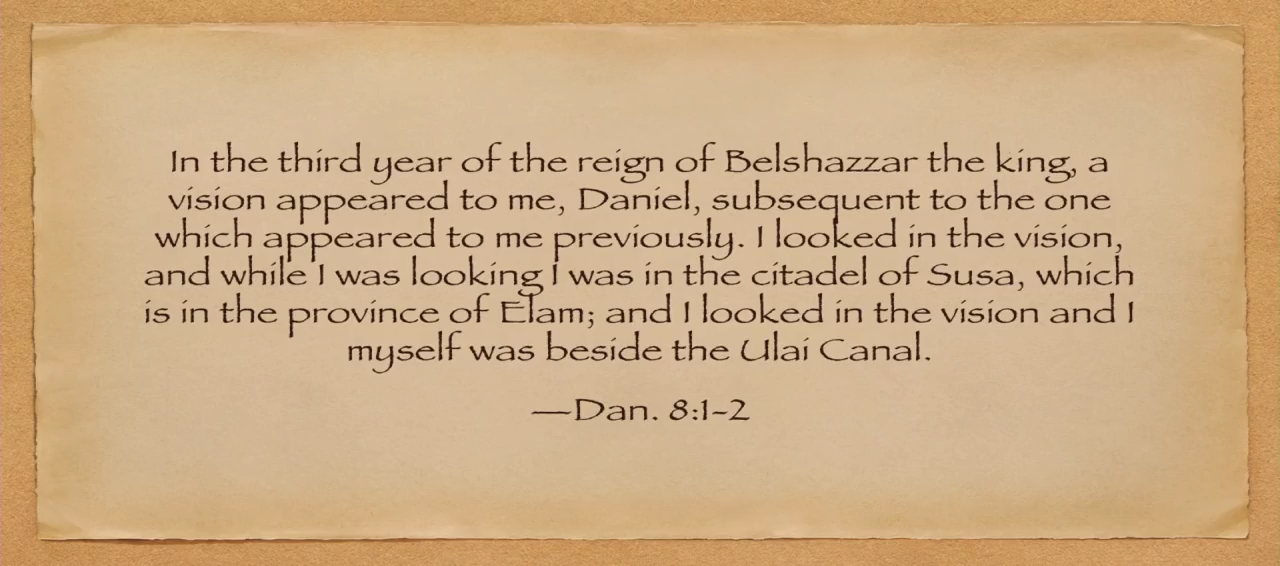 In the third year of the reign of Belshazzar the king, a
vision appeared to me, Daniel, subsequent to the one
which appeared to me previously. I looked in the vision,
and while I was looking I was in the citadel of Susa, which
is in the province of Elam; and I looked in the vision and I
myself was beside the Ulai Canal.
—Dan. 8:1-2